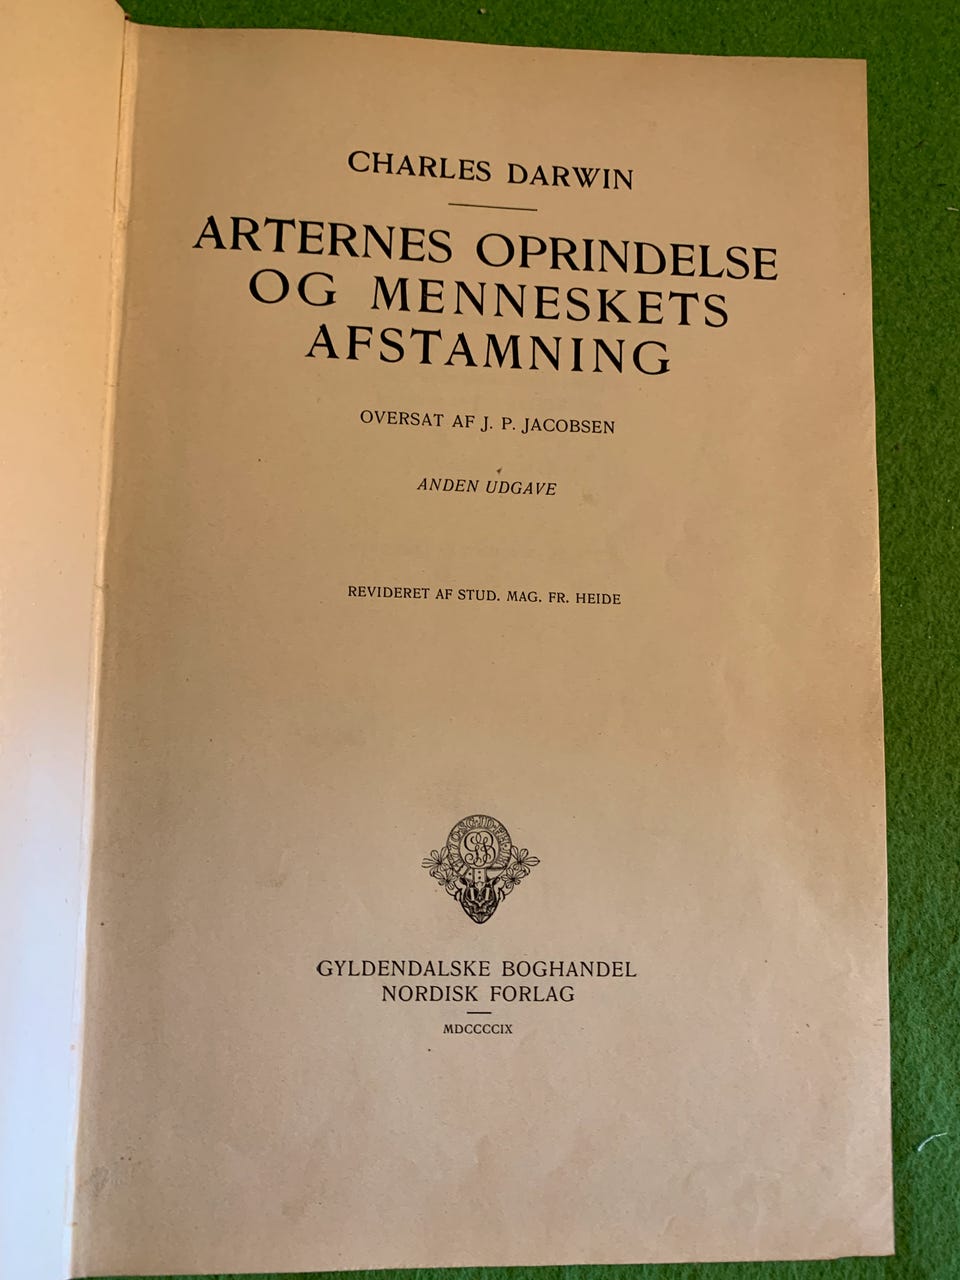 CHARLES DARWIN
ARTERNES OPRINDELSE
OG MENNESKETS
AFSTAMNING
OVERSAT AF J. P. JACOBSEN
ANDEN UDGAVE
REVIDERET AF STUD. MAG. FR. HEIDE
GYLDENDALSKE BOGHANDEL
NORDISK FORLAG
MDCCCCIX